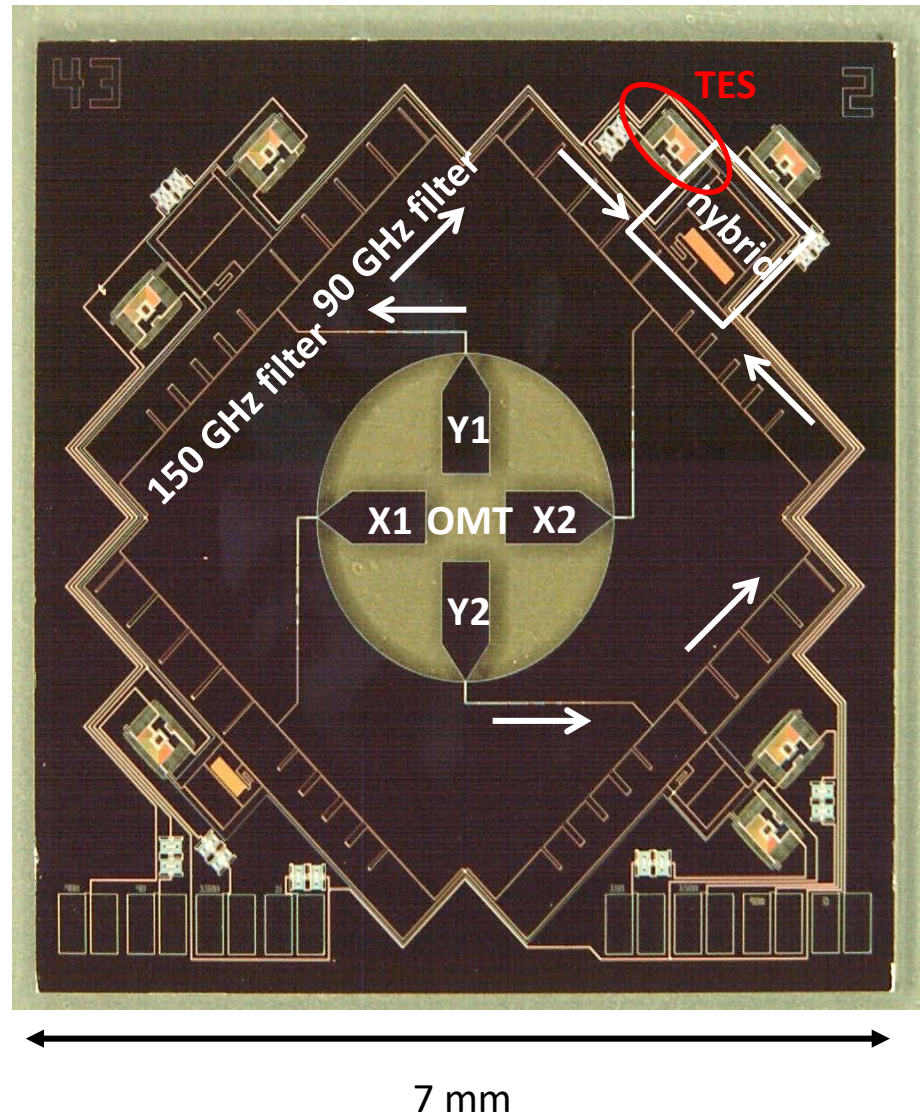 43
2
TES
hybrid
90 GHz filter
150 GHz filter
Y1
X1 OMT X2
Y2
7 mm